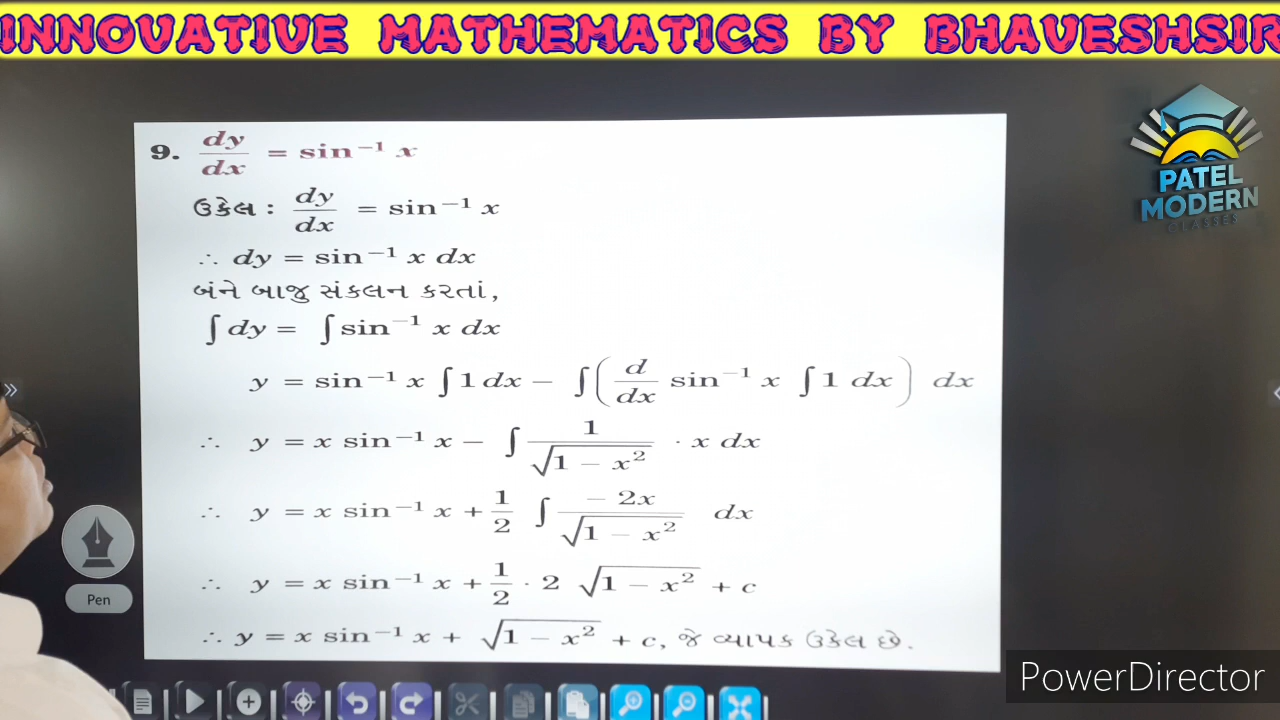 INNOVATIVE MATHEMATICS BY BHAVESHSIR
PATEL
MODERN
CLASSES
9. dy/dx = sin⁻¹ x
ઉકેલ : dy/dx = sin⁻¹ x
∴ dy = sin⁻¹ x dx
બંને બાજુ સંકલન કરતાં,
∫ dy = ∫ sin⁻¹ x dx
y = sin⁻¹ x ∫ 1 dx − ∫ ( d/dx sin⁻¹ x ∫ 1 dx ) dx
∴ y = x sin⁻¹ x − ∫ 1/√(1 − x²) · x dx
∴ y = x sin⁻¹ x + 1/2 ∫ − 2x/√(1 − x²) dx
∴ y = x sin⁻¹ x + 1/2 · 2 √(1 − x²) + c
∴ y = x sin⁻¹ x + √(1 − x²) + c, જે વ્યાપક ઉકેલ છે.
Pen
PowerDirector